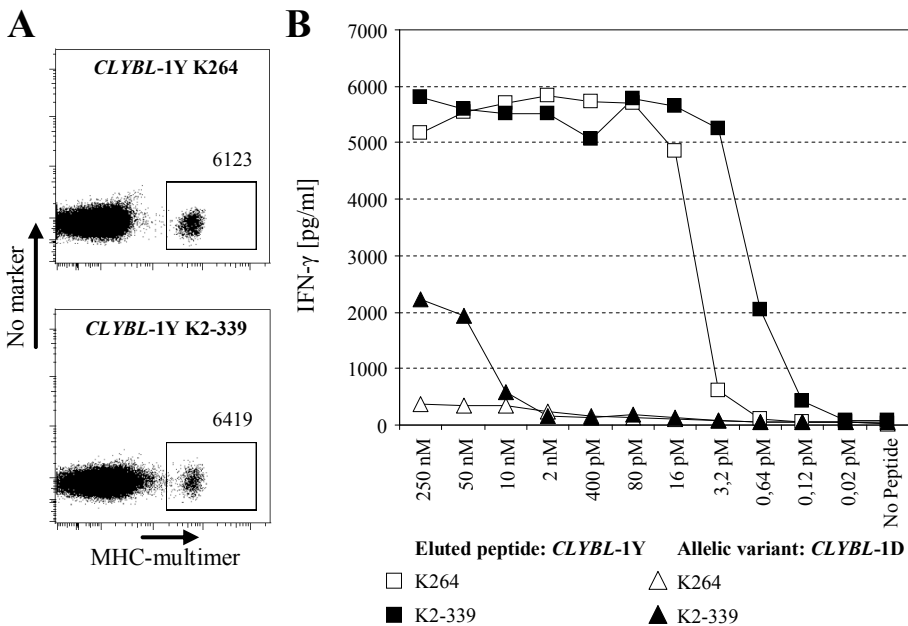 A
CLYBL-1Y K264
6123
CLYBL-1Y K2-339
6419
No marker
MHC-multimer
B
IFN-γ [pg/ml]
7000
6000
5000
4000
3000
2000
1000
0
250 nM
50 nM
10 nM
2 nM
400 pM
80 pM
16 pM
3,2 pM
0,64 pM
0,12 pM
0,02 pM
No Peptide
Eluted peptide: CLYBL-1Y
K264
K2-339
Allelic variant: CLYBL-1D
K264
K2-339